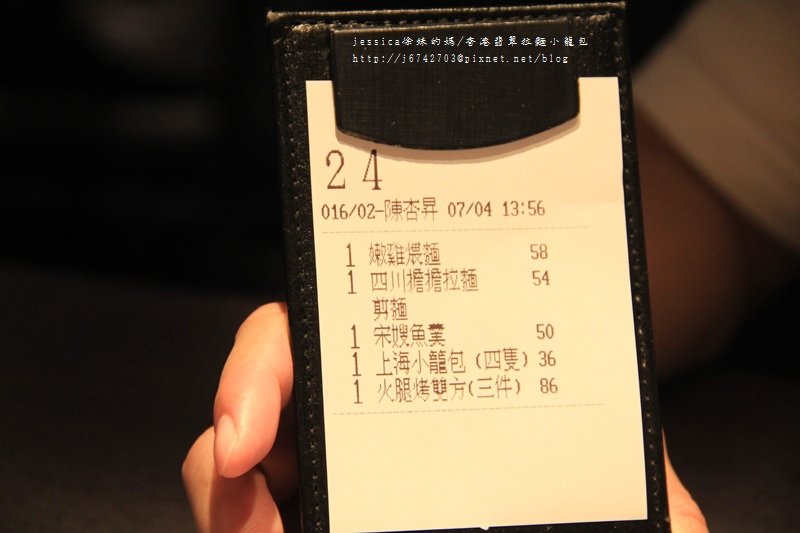 jessica徐妹的媽/香港翡翠拉麵小籠包
http://j6742703@pixnet.net/blog
24
016/02-陳杏昇 07/04 13:56
1 嫩雞煨麵 58
1 四川擔擔拉麵 54
剪麵
1 宋嫂魚羹 50
1 上海小籠包 (四隻) 36
1 火腿烤雙方(三件) 86